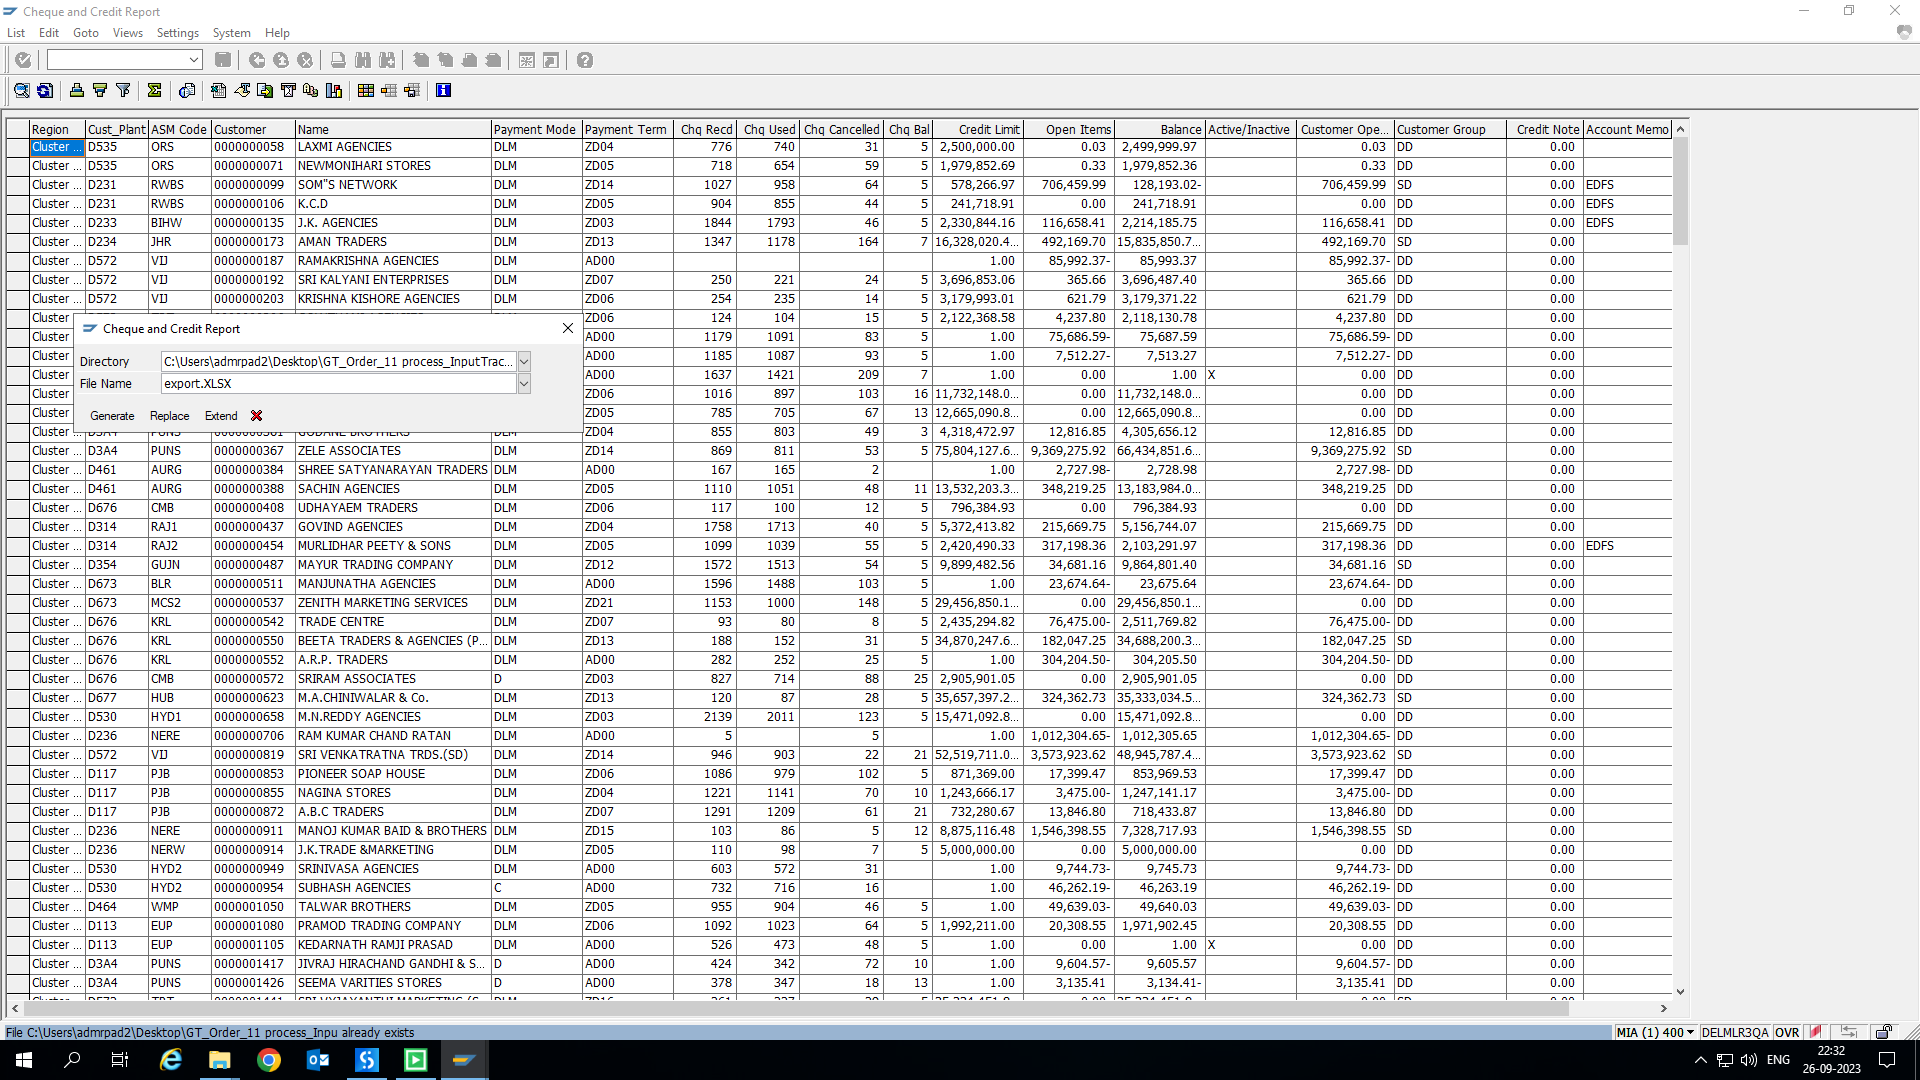 Cheque and Credit Report
List Edit Goto Views Settings System Help
Region Cust_Plant ASM Code Customer Name Payment Mode Payment Term Chq Recd Chq Used Chq Cancelled Chq Bal Credit Limit Open Items Balance Active/Inactive Customer Ope... Customer Group Credit Note Account Memo
Cluster ... D535 ORS 0000000058 LAXMI AGENCIES DLM ZD04 776 740 31 5 2,500,000.00 0.03 2,499,999.97 0.03 DD 0.00
Cluster ... D535 ORS 0000000071 NEWMONIHARI STORES DLM ZD05 718 654 59 5 1,979,852.69 0.33 1,979,852.36 0.33 DD 0.00
Cluster ... D231 RWBS 0000000099 SOM"S NETWORK DLM ZD14 1027 958 64 5 578,266.97 706,459.99 128,193.02- 706,459.99 SD 0.00 EDFS
Cluster ... D231 RWBS 0000000106 K.C.D DLM ZD05 904 855 44 5 241,718.91 0.00 241,718.91 0.00 DD 0.00 EDFS
Cluster ... D233 BIHW 0000000135 J.K. AGENCIES DLM ZD03 1844 1793 46 5 2,330,844.16 116,658.41 2,214,185.75 116,658.41 DD 0.00 EDFS
Cluster ... D234 JHR 0000000173 AMAN TRADERS DLM ZD13 1347 1178 164 7 16,328,020.4... 492,169.70 15,835,850.7... 492,169.70 SD 0.00
Cluster ... D572 VIJ 0000000187 RAMAKRISHNA AGENCIES DLM AD00 1.00 85,992.37- 85,993.37 85,992.37- DD 0.00
Cluster ... D572 VIJ 0000000192 SRI KALYANI ENTERPRISES DLM ZD07 250 221 24 5 3,696,853.06 365.66 3,696,487.40 365.66 DD 0.00
Cluster ... D572 VIJ 0000000203 KRISHNA KISHORE AGENCIES DLM ZD06 254 235 14 5 3,179,993.01 621.79 3,179,371.22 621.79 DD 0.00
Cluster ZD06 124 104 15 5 2,122,368.58 4,237.80 2,118,130.78 4,237.80 DD 0.00
Cluster AD00 1179 1091 83 5 1.00 75,686.59- 75,687.59 75,686.59- DD 0.00
Cluster AD00 1185 1087 93 5 1.00 7,512.27- 7,513.27 7,512.27- DD 0.00
Cluster AD00 1637 1421 209 7 1.00 0.00 1.00 X 0.00 DD 0.00
Cluster ZD06 1016 897 103 16 11,732,148.0... 0.00 11,732,148.0... 0.00 DD 0.00
Cluster ZD05 785 705 67 13 12,665,090.8... 0.00 12,665,090.8... 0.00 DD 0.00
Cheque and Credit Report
Directory C:\Users\admrpad2\Desktop\GT_Order_11 process_InputTrac...
File Name export.XLSX
Generate Replace Extend
Cluster ... D3A4 PUNS 0000000361 GODANE BROTHERS DLM ZD04 855 803 49 3 4,318,472.97 12,816.85 4,305,656.12 12,816.85 DD 0.00
Cluster ... D3A4 PUNS 0000000367 ZELE ASSOCIATES DLM ZD14 869 811 53 5 75,804,127.6... 9,369,275.92 66,434,851.6... 9,369,275.92 SD 0.00
Cluster ... D461 AURG 0000000384 SHREE SATYANARAYAN TRADERS DLM AD00 167 165 2 1.00 2,727.98- 2,728.98 2,727.98- DD 0.00
Cluster ... D461 AURG 0000000388 SACHIN AGENCIES DLM ZD05 1110 1051 48 11 13,532,203.3... 348,219.25 13,183,984.0... 348,219.25 DD 0.00
Cluster ... D676 CMB 0000000408 UDHAYAEM TRADERS DLM ZD06 117 100 12 5 796,384.93 0.00 796,384.93 0.00 DD 0.00
Cluster ... D314 RAJ1 0000000437 GOVIND AGENCIES DLM ZD04 1758 1713 40 5 5,372,413.82 215,669.75 5,156,744.07 215,669.75 DD 0.00
Cluster ... D314 RAJ2 0000000454 MURLIDHAR PEETY & SONS DLM ZD05 1099 1039 55 5 2,420,490.33 317,198.36 2,103,291.97 317,198.36 DD 0.00 EDFS
Cluster ... D354 GUJN 0000000487 MAYUR TRADING COMPANY DLM ZD12 1572 1513 54 5 9,899,482.56 34,681.16 9,864,801.40 34,681.16 SD 0.00
Cluster ... D673 BLR 0000000511 MANJUNATHA AGENCIES DLM AD00 1596 1488 103 5 1.00 23,674.64- 23,675.64 23,674.64- DD 0.00
Cluster ... D673 MCS2 0000000537 ZENITH MARKETING SERVICES DLM ZD21 1153 1000 148 5 29,456,850.1... 0.00 29,456,850.1... 0.00 DD 0.00
Cluster ... D676 KRL 0000000542 TRADE CENTRE DLM ZD07 93 80 8 5 2,435,294.82 76,475.00- 2,511,769.82 76,475.00- DD 0.00
Cluster ... D676 KRL 0000000550 BEETA TRADERS & AGENCIES (P... DLM ZD13 188 152 31 5 34,870,247.6... 182,047.25 34,688,200.3... 182,047.25 SD 0.00
Cluster ... D676 KRL 0000000552 A.R.P. TRADERS DLM AD00 282 252 25 5 1.00 304,204.50- 304,205.50 304,204.50- DD 0.00
Cluster ... D676 CMB 0000000572 SRIRAM ASSOCIATES D ZD03 827 714 88 25 2,905,901.05 0.00 2,905,901.05 0.00 DD 0.00
Cluster ... D677 HUB 0000000623 M.A.CHINIWALAR & Co. DLM ZD13 120 87 28 5 35,657,397.2... 324,362.73 35,333,034.5... 324,362.73 SD 0.00
Cluster ... D530 HYD1 0000000658 M.N.REDDY AGENCIES DLM ZD03 2139 2011 123 5 15,471,092.8... 0.00 15,471,092.8... 0.00 DD 0.00
Cluster ... D236 NERE 0000000706 RAM KUMAR CHAND RATAN DLM AD00 5 5 1.00 1,012,304.65- 1,012,305.65 1,012,304.65- DD 0.00
Cluster ... D572 VIJ 0000000819 SRI VENKATRATNA TRDS.(SD) DLM ZD14 946 903 22 21 52,519,711.0... 3,573,923.62 48,945,787.4... 3,573,923.62 SD 0.00
Cluster ... D117 PJB 0000000853 PIONEER SOAP HOUSE DLM ZD06 1086 979 102 5 871,369.00 17,399.47 853,969.53 17,399.47 DD 0.00
Cluster ... D117 PJB 0000000855 NAGINA STORES DLM ZD04 1221 1141 70 10 1,243,666.17 3,475.00- 1,247,141.17 3,475.00- DD 0.00
Cluster ... D117 PJB 0000000872 A.B.C TRADERS DLM ZD07 1291 1209 61 21 732,280.67 13,846.80 718,433.87 13,846.80 DD 0.00
Cluster ... D236 NERE 0000000911 MANOJ KUMAR BAID & BROTHERS DLM ZD15 103 86 5 12 8,875,116.48 1,546,398.55 7,328,717.93 1,546,398.55 SD 0.00
Cluster ... D236 NERW 0000000914 J.K.TRADE &MARKETING DLM ZD05 110 98 7 5 5,000,000.00 0.00 5,000,000.00 0.00 DD 0.00
Cluster ... D530 HYD2 0000000949 SRINIVASA AGENCIES DLM AD00 603 572 31 1.00 9,744.73- 9,745.73 9,744.73- DD 0.00
Cluster ... D530 HYD2 0000000954 SUBHASH AGENCIES C AD00 732 716 16 1.00 46,262.19- 46,263.19 46,262.19- DD 0.00
Cluster ... D464 WMP 0000001050 TALWAR BROTHERS DLM ZD05 955 904 46 5 1.00 49,639.03- 49,640.03 49,639.03- DD 0.00
Cluster ... D113 EUP 0000001080 PRAMOD TRADING COMPANY DLM ZD06 1092 1023 64 5 1,992,211.00 20,308.55 1,971,902.45 20,308.55 DD 0.00
Cluster ... D113 EUP 0000001105 KEDARNATH RAMJI PRASAD DLM AD00 526 473 48 5 1.00 0.00 1.00 X 0.00 DD 0.00
Cluster ... D3A4 PUNS 0000001417 JIVRAJ HIRACHAND GANDHI & S... D AD00 424 342 72 10 1.00 9,604.57- 9,605.57 9,604.57- DD 0.00
Cluster ... D3A4 PUNS 0000001426 SEEMA VARITIES STORES D AD00 378 347 18 13 1.00 3,135.41 3,134.41- 3,135.41 DD 0.00
File C:\Users\admrpad2\Desktop\GT_Order_11 process_Inpu already exists
MIA (1) 400 DELMLR3QA OVR
ENG 22:32
26-09-2023